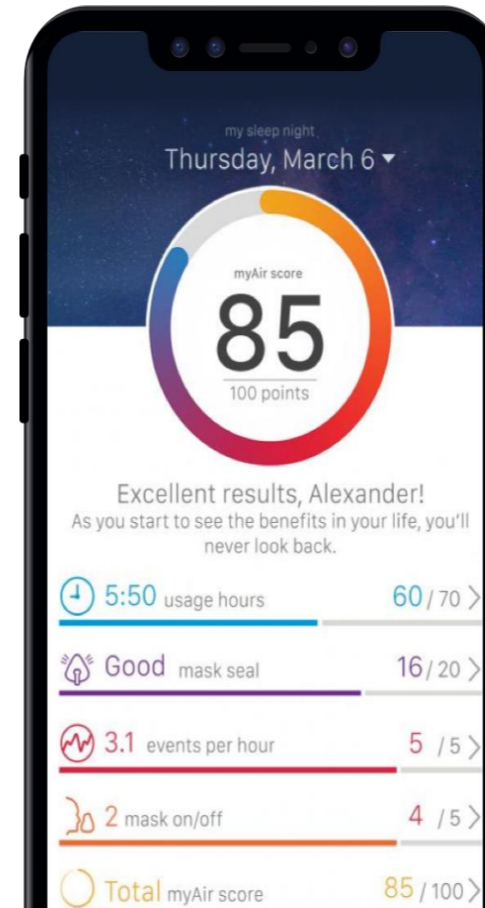 my sleep night
Thursday, March 6
myAir score
85
100 points
Excellent results, Alexander!
As you start to see the benefits in your life, you'll
never look back.
5:50 usage hours 60 / 70
Good mask seal 16 / 20
3.1 events per hour 5 / 5
2 mask on/off 4 / 5
Total myAir score 85 / 100